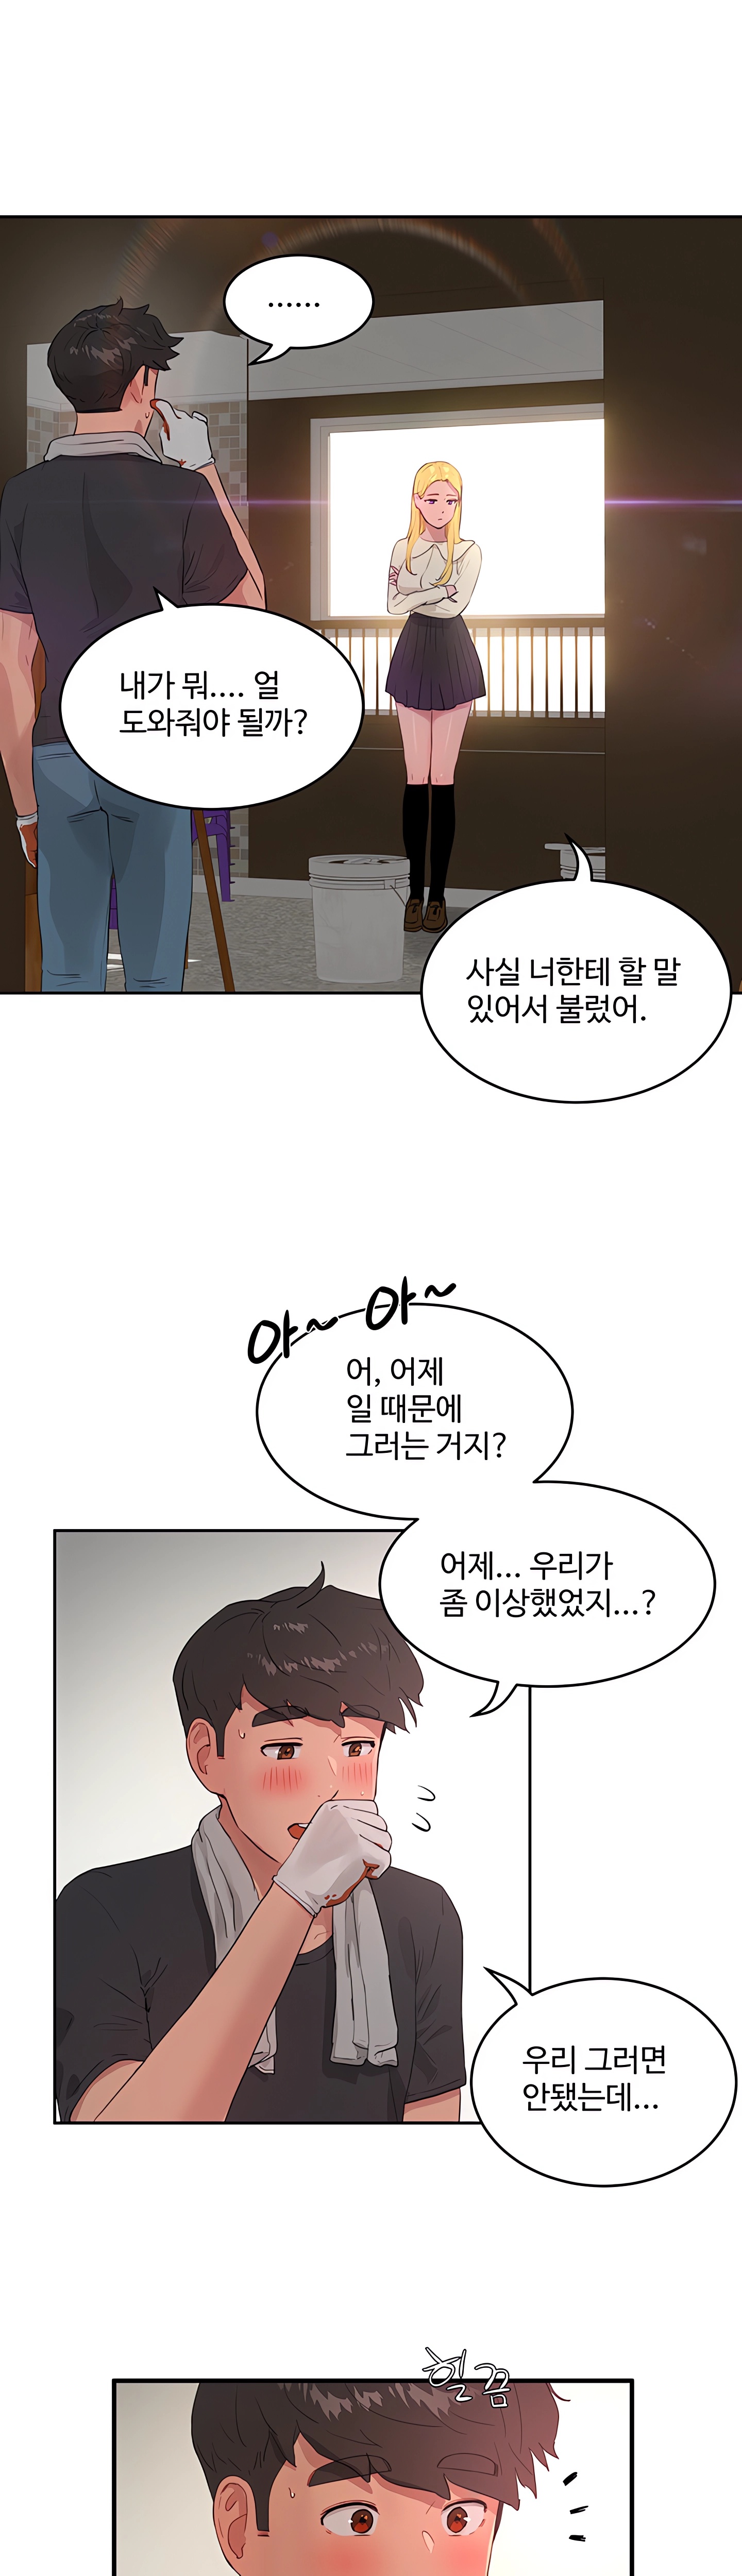 ......
내가 뭐.... 얼
도와줘야 될까?
사실 너한테 할 말
있어서 불렀어.
아~ 아~
어, 어제
일 때문에
그러는 거지?
어제... 우리가
좀 이상했었지...?
우리 그러면
안됐는데...
힐끔